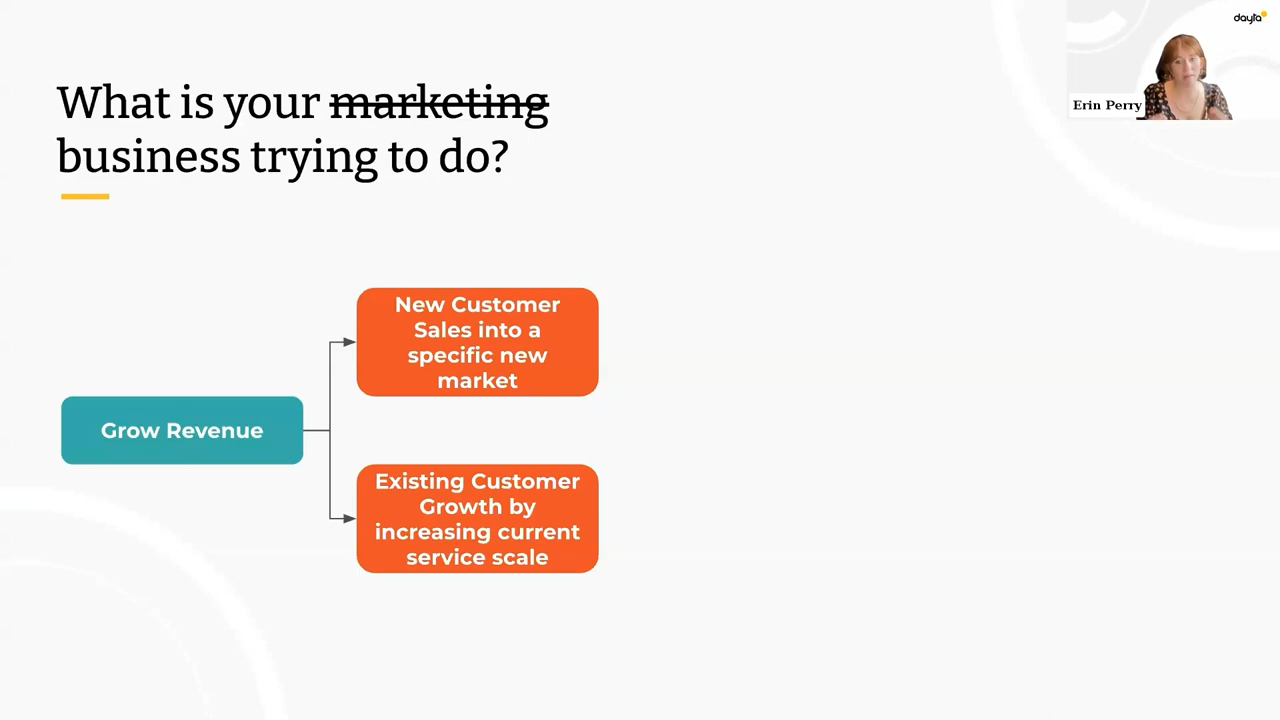 dayta
Erin Perry
What is your marketing
business trying to do?
New Customer
Sales into a
specific new
market
Grow Revenue
Existing Customer
Growth by
increasing current
service scale